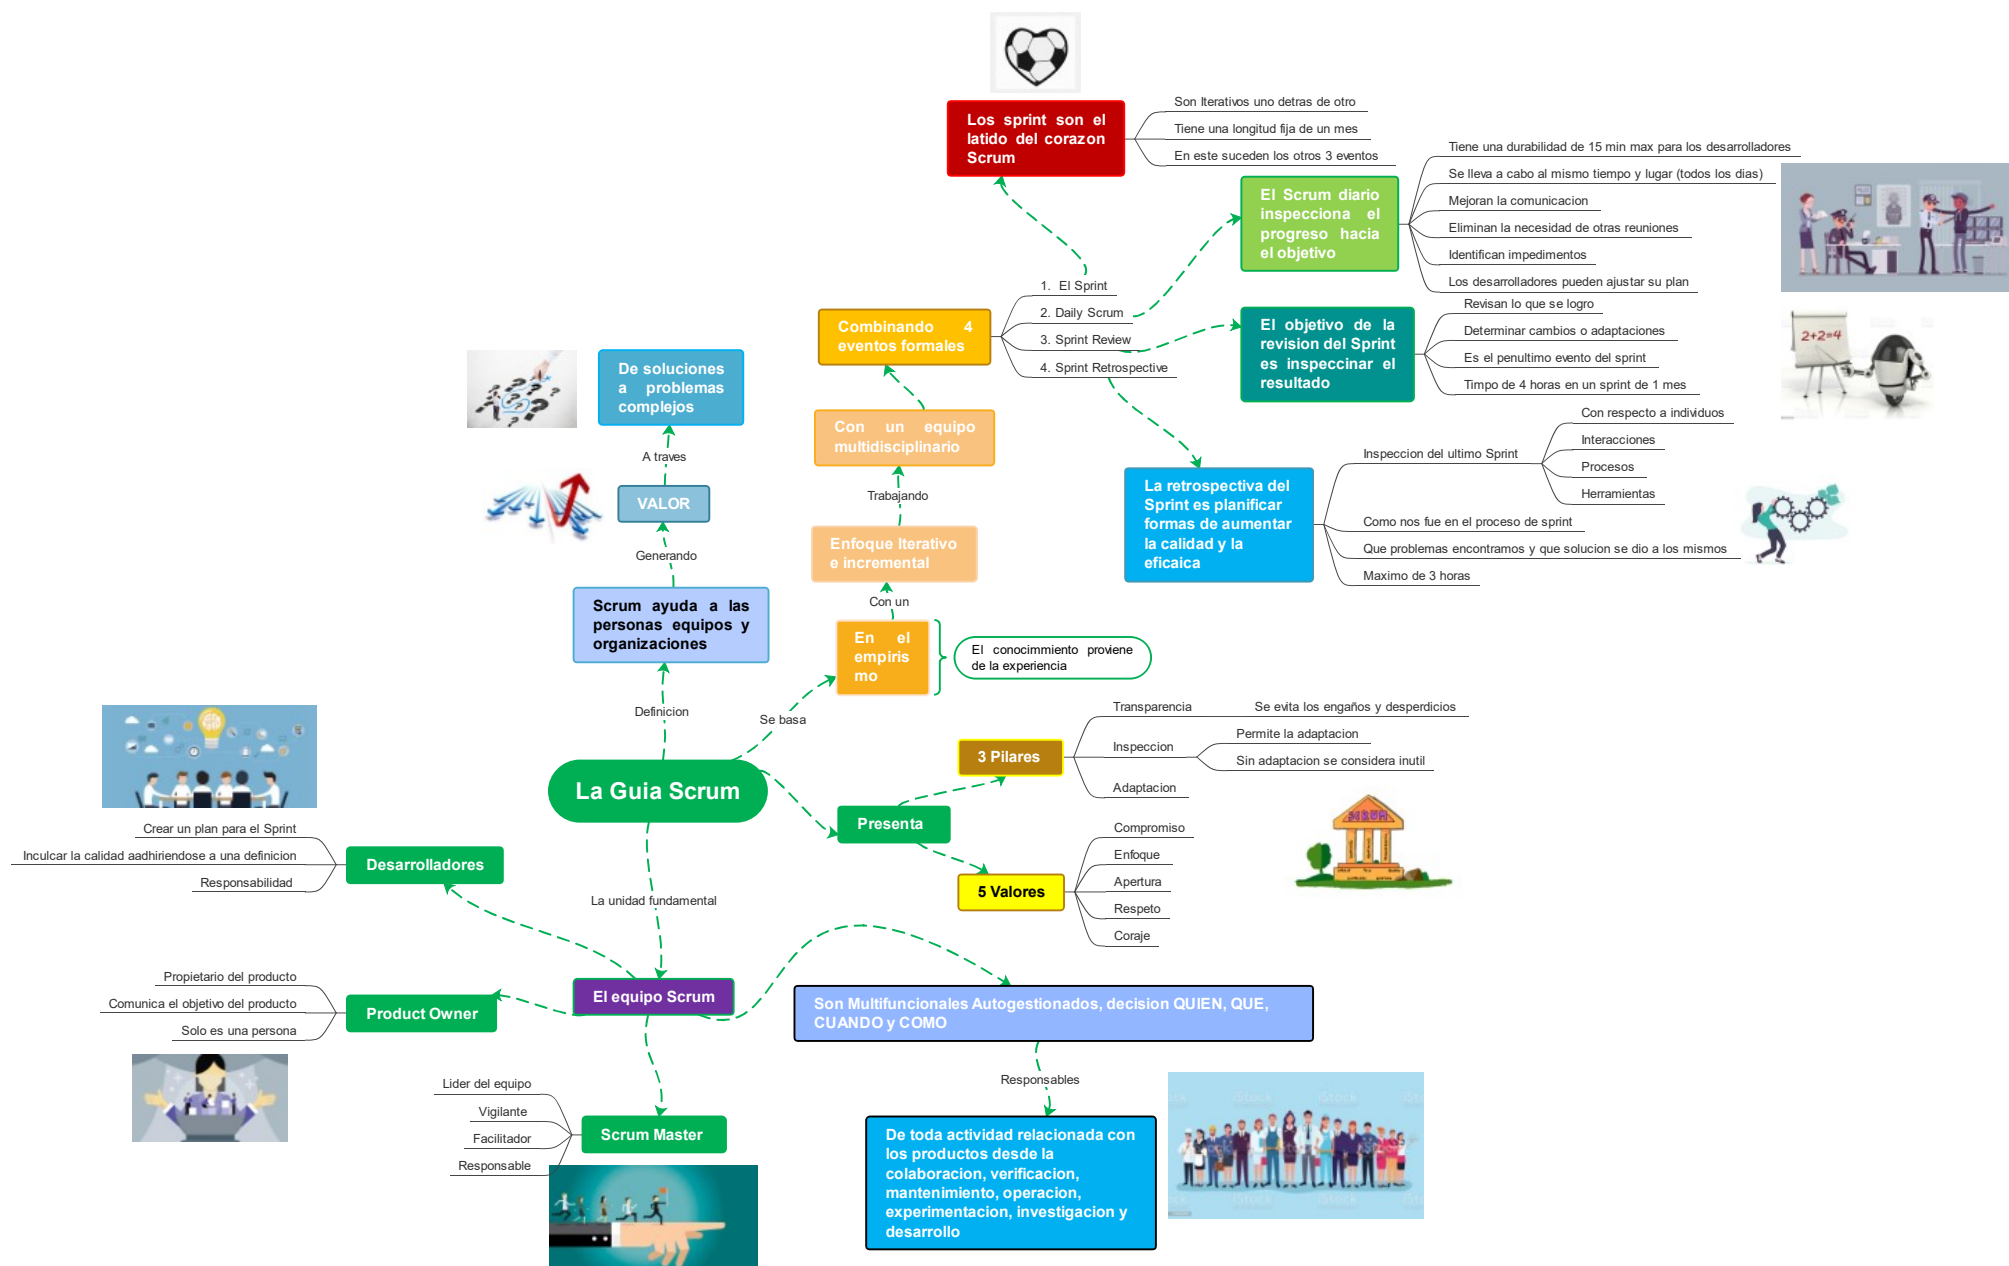 Los sprint son el
latido del corazon
Scrum
Son Iterativos uno detras de otro
Tiene una longitud fija de un mes
En este suceden los otros 3 eventos
El Scrum diario
inspecciona el
progreso hacia
el objetivo
Tiene una durabilidad de 15 min max para los desarrolladores
Se lleva a cabo al mismo tiempo y lugar (todos los dias)
Mejoran la comunicacion
Eliminan la necesidad de otras reuniones
Identifican impedimentos
Los desarrolladores pueden ajustar su plan
Combinando 4
eventos formales
1. El Sprint
2. Daily Scrum
3. Sprint Review
4. Sprint Retrospective
El objetivo de la
revision del Sprint
es inspeccinar el
resultado
Revisan lo que se logro
Determinar cambios o adaptaciones
Es el penultimo evento del sprint
Timpo de 4 horas en un sprint de 1 mes
2+2=4
La retrospectiva del
Sprint es planificar
formas de aumentar
la calidad y la
eficaica
Inspeccion del ultimo Sprint
Con respecto a individuos
Interacciones
Procesos
Herramientas
Como nos fue en el proceso de sprint
Que problemas encontramos y que solucion se dio a los mismos
Maximo de 3 horas
De soluciones
a problemas
complejos
A traves
VALOR
Generando
Scrum ayuda a las
personas equipos y
organizaciones
Definicion
Con un equipo
multidisciplinario
Trabajando
Enfoque Iterativo
e incremental
Con un
En el
empiris
mo
El conocimmiento proviene
de la experiencia
Se basa
La Guia Scrum
Presenta
3 Pilares
Transparencia
Se evita los engaños y desperdicios
Inspeccion
Permite la adaptacion
Sin adaptacion se considera inutil
Adaptacion
5 Valores
Compromiso
Enfoque
Apertura
Respeto
Coraje
SCRUM
La unidad fundamental
El equipo Scrum
Desarrolladores
Crear un plan para el Sprint
Inculcar la calidad aadhiriendose a una definicion
Responsabilidad
Product Owner
Propietario del producto
Comunica el objetivo del producto
Solo es una persona
Scrum Master
Lider del equipo
Vigilante
Facilitador
Responsable
Son Multifuncionales Autogestionados, decision QUIEN, QUE,
CUANDO y COMO
Responsables
De toda actividad relacionada con
los productos desde la
colaboracion, verificacion,
mantenimiento, operacion,
experimentacion, investigacion y
desarrollo
iStock
iStock
iStock
iStock